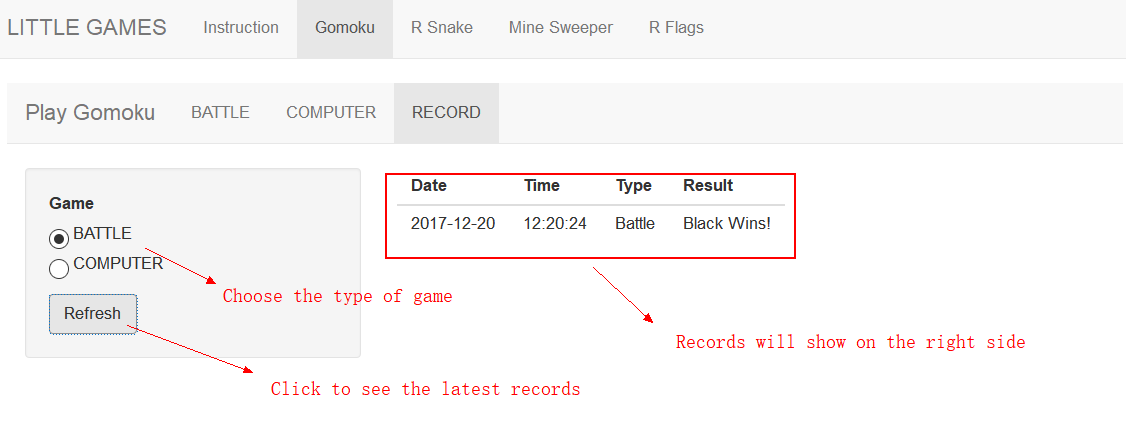 LITTLE GAMES Instruction Gomoku R Snake Mine Sweeper R Flags
Play Gomoku BATTLE COMPUTER RECORD
Game
BATTLE
COMPUTER
Refresh
Date Time Type Result
2017-12-20 12:20:24 Battle Black Wins!
Choose the type of game
Records will show on the right side
Click to see the latest records